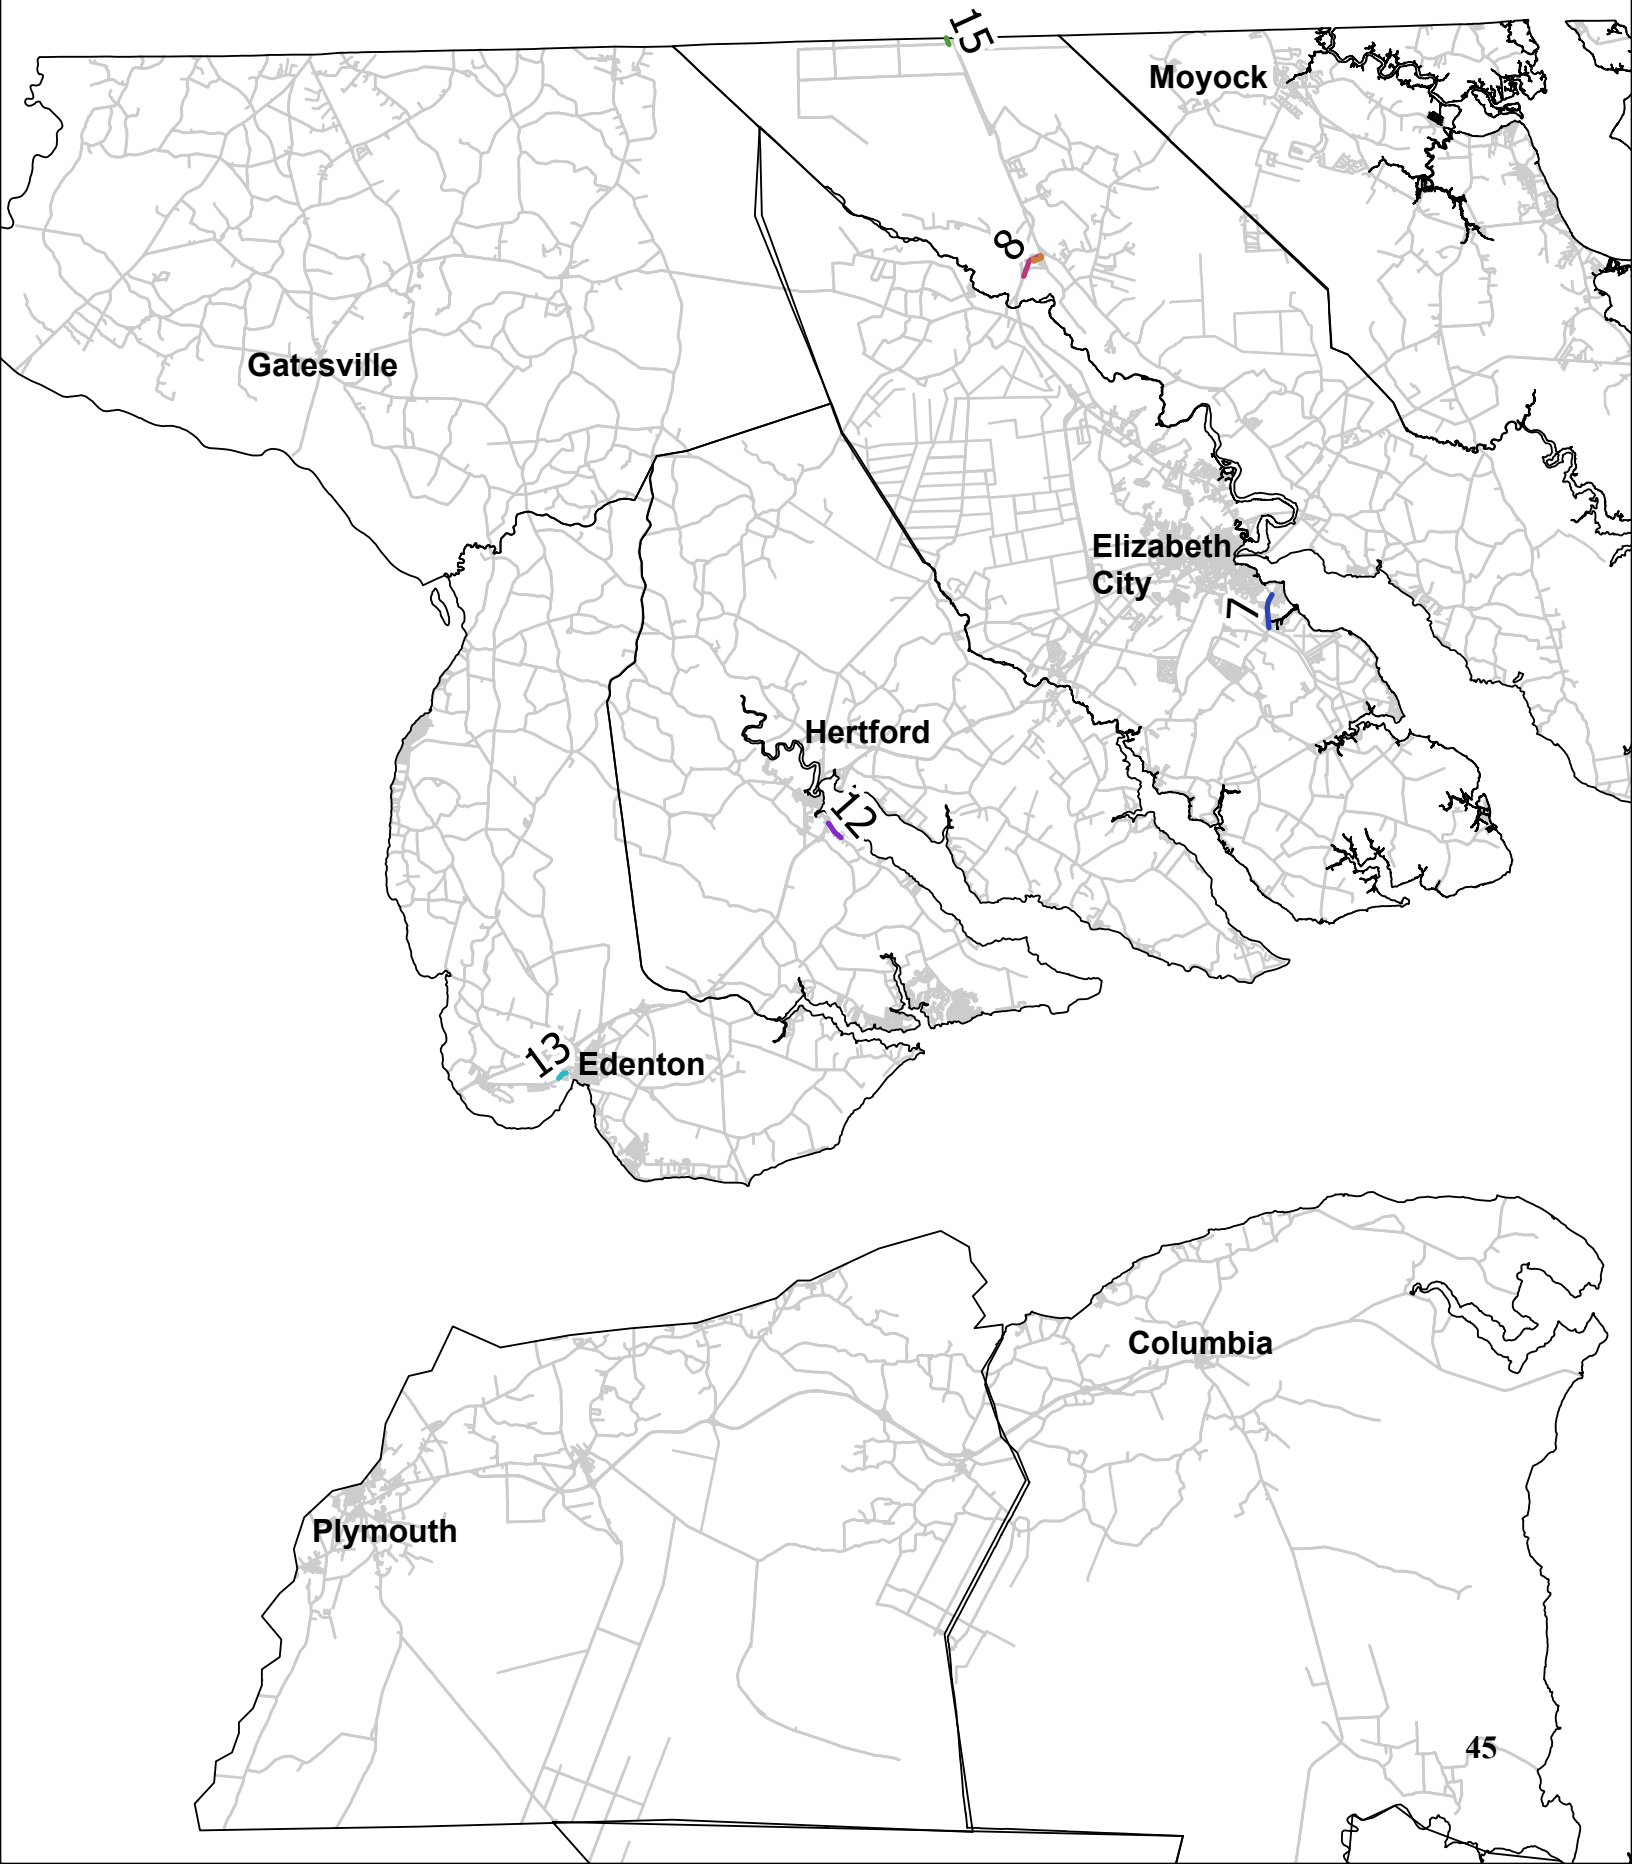 15
Moyock
8
Gatesville
Elizabeth
City
7
Hertford
12
13
Edenton
Columbia
Plymouth
45